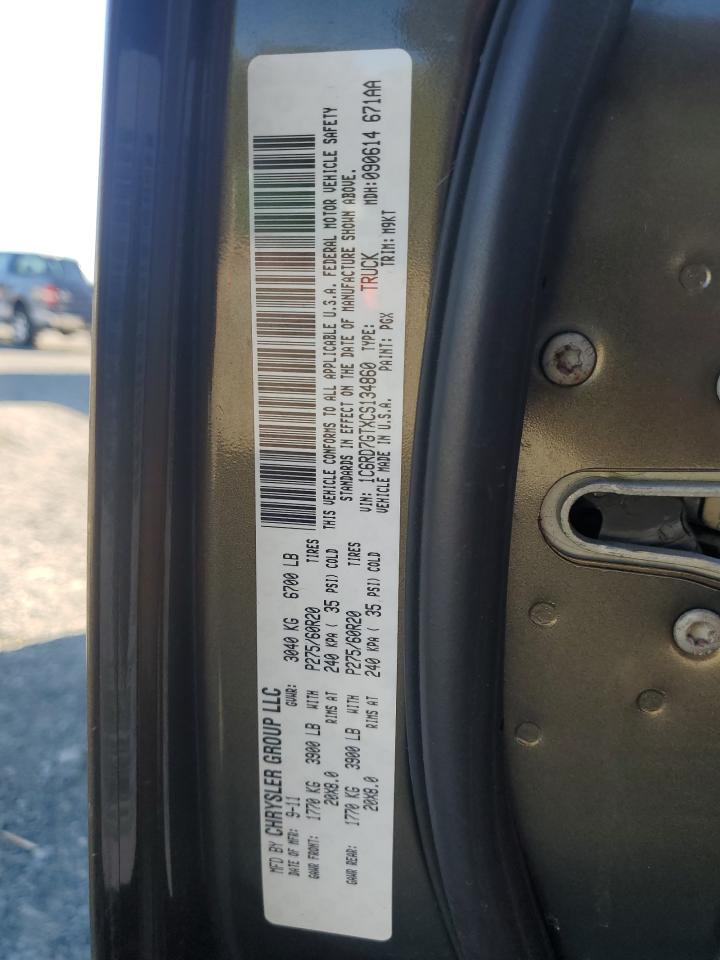 MFD BY CHRYSLER GROUP LLC
DATE OF MFR: 9-11 GVWR: 3040 KG 6700 LB
GAWR FRONT: 1770 KG 3900 LB WITH P275/60R20 TIRES
20X8.0 RIMS AT 240 KPA ( 35 PSI) COLD
GAWR REAR: 1770 KG 3900 LB WITH P275/60R20 TIRES
20X8.0 RIMS AT 240 KPA ( 35 PSI) COLD
THIS VEHICLE CONFORMS TO ALL APPLICABLE U.S.A. FEDERAL MOTOR VEHICLE SAFETY
STANDARDS IN EFFECT ON THE DATE OF MANUFACTURE SHOWN ABOVE.
VIN: 1C6RD7GTXCS134860 TYPE: TRUCK MDH:090614 671AA
VEHICLE MADE IN U.S.A. PAINT: PGX TRIM: M9KT